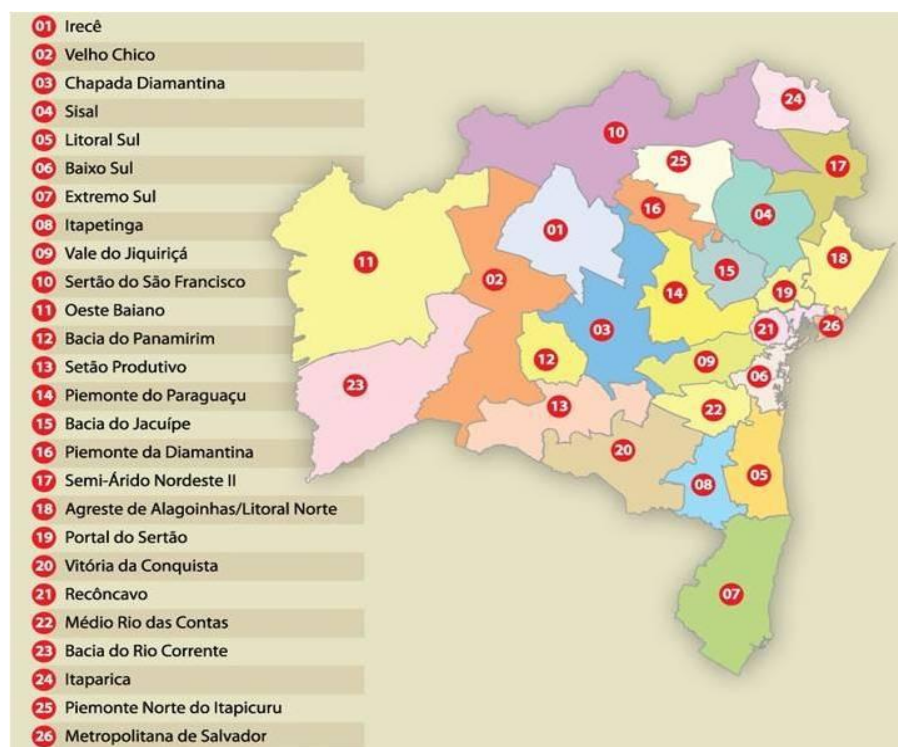 01 Irecê
02 Velho Chico
03 Chapada Diamantina
04 Sisal
05 Litoral Sul
06 Baixo Sul
07 Extremo Sul
08 Itapetinga
09 Vale do Jiquiriçá
10 Sertão do São Francisco
11 Oeste Baiano
12 Bacia do Panamirim
13 Setão Produtivo
14 Piemonte do Paraguaçu
15 Bacia do Jacuípe
16 Piemonte da Diamantina
17 Semi-Árido Nordeste II
18 Agreste de Alagoinhas/Litoral Norte
19 Portal do Sertão
20 Vitória da Conquista
21 Recôncavo
22 Médio Rio das Contas
23 Bacia do Rio Corrente
24 Itaparica
25 Piemonte Norte do Itapicuru
26 Metropolitana de Salvador
24
10
25
17
16
04
01
18
11
15
02
14
19
03
21
26
12
09
06
23
13
22
20
08
05
07